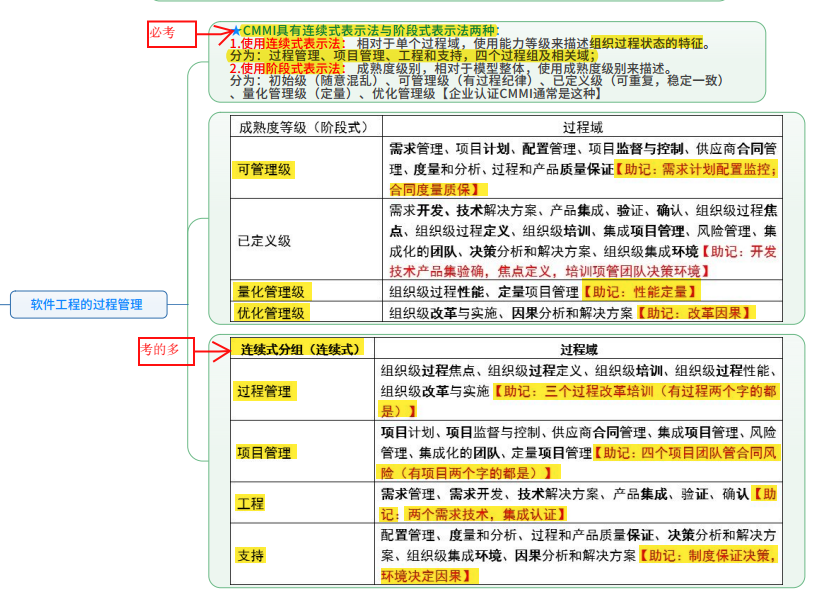 必考
★CMMI具有连续式表示法与阶段式表示法两种:
1.使用连续式表示法： 相对于单个过程域，使用能力等级来描述组织过程状态的特征。
分为：过程管理、项目管理、工程和支持，四个过程组及相关域；
2.使用阶段式表示法： 成熟度级别，相对于模型整体，使用成熟度级别来描述。
分为：初始级（随意混乱）、可管理级（有过程纪律）、已定义级（可重复，稳定一致）
、量化管理级（定量）、优化管理级【企业认证CMMI通常是这种】
成熟度等级（阶段式） 过程域
可管理级
需求管理、项目计划、配置管理、项目监督与控制、供应商合同管
理、度量和分析、过程和产品质量保证【助记：需求计划配置监控；
合同度量质保】
已定义级
需求开发、技术解决方案、产品集成、验证、确认、组织级过程焦
点、组织级过程定义、组织级培训、集成项目管理、风险管理、集
成化的团队、决策分析和解决方案、组织级集成环境【助记：开发
技术产品集验确，焦点定义，培训项管团队决策环境】
量化管理级 组织级过程性能、定量项目管理【助记：性能定量】
优化管理级 组织级改革与实施、因果分析和解决方案【助记：改革因果】
软件工程的过程管理
考的多
连续式分组（连续式） 过程域
过程管理
组织级过程焦点、组织级过程定义、组织级培训、组织级过程性能、
组织级改革与实施【助记：三个过程改革培训（有过程两个字的都
是）】
项目管理
项目计划、项目监督与控制、供应商合同管理、集成项目管理、风险
管理、集成化的团队、定量项目管理【助记：四个项目团队管合同风
险（有项目两个字的都是）】
工程
需求管理、需求开发、技术解决方案、产品集成、验证、确认【助
记：两个需求技术，集成认证】
支持
配置管理、度量和分析、过程和产品质量保证、决策分析和解决方
案、组织级集成环境、因果分析和解决方案【助记：制度保证决策，
环境决定因果】